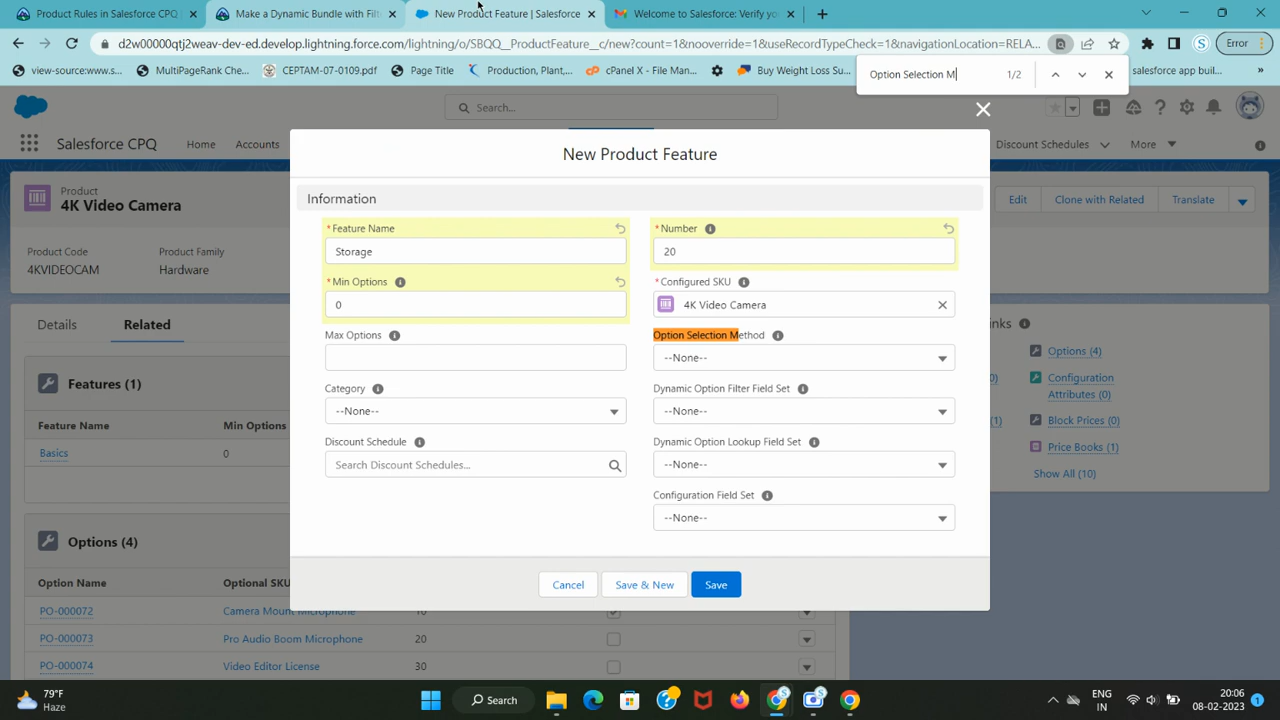 Product Rules in Salesforce CPQ
Make a Dynamic Bundle with Filt
New Product Feature | Salesforce
Welcome to Salesforce: Verify yo
d2w00000qtj2weav-dev-ed.develop.lightning.force.com/lightning/o/SBQQ__ProductFeature__c/new?count=1&nooverride=1&useRecordTypeCheck=1&navigationLocation=RELA...
S
Error
view-source:www.s...
MultiPageRank Che...
CEPTAM-07-0109.pdf
Page Title
Production, Plant,...
cPanel X - File Man...
Buy Weight Loss Su...
salesforce app buil...
»
Option Selection M
1/2
Search...
Salesforce CPQ
Home
Accounts
Discount Schedules
More
Product
4K Video Camera
Edit
Clone with Related
Translate
Product Code
Product Family
4KVIDEOCAM
Hardware
Details
Related
Features (1)
Feature Name
Min Options
Basics
0
Options (4)
Option Name
Optional SKU
PO-000072
Camera Mount Microphone
10
PO-000073
Pro Audio Boom Microphone
20
PO-000074
Video Editor License
30
inks
Options (4)
0)
Configuration
Attributes (0)
(1)
Block Prices (0)
Price Books (1)
Show All (10)
New Product Feature
Information
*Feature Name
Storage
*Number
20
*Min Options
0
*Configured SKU
4K Video Camera
Max Options
Option Selection Method
--None--
Category
--None--
Dynamic Option Filter Field Set
--None--
Discount Schedule
Search Discount Schedules...
Dynamic Option Lookup Field Set
--None--
Configuration Field Set
--None--
Cancel
Save & New
Save
79°F
Haze
Search
ENG
IN
20:06
08-02-2023
1